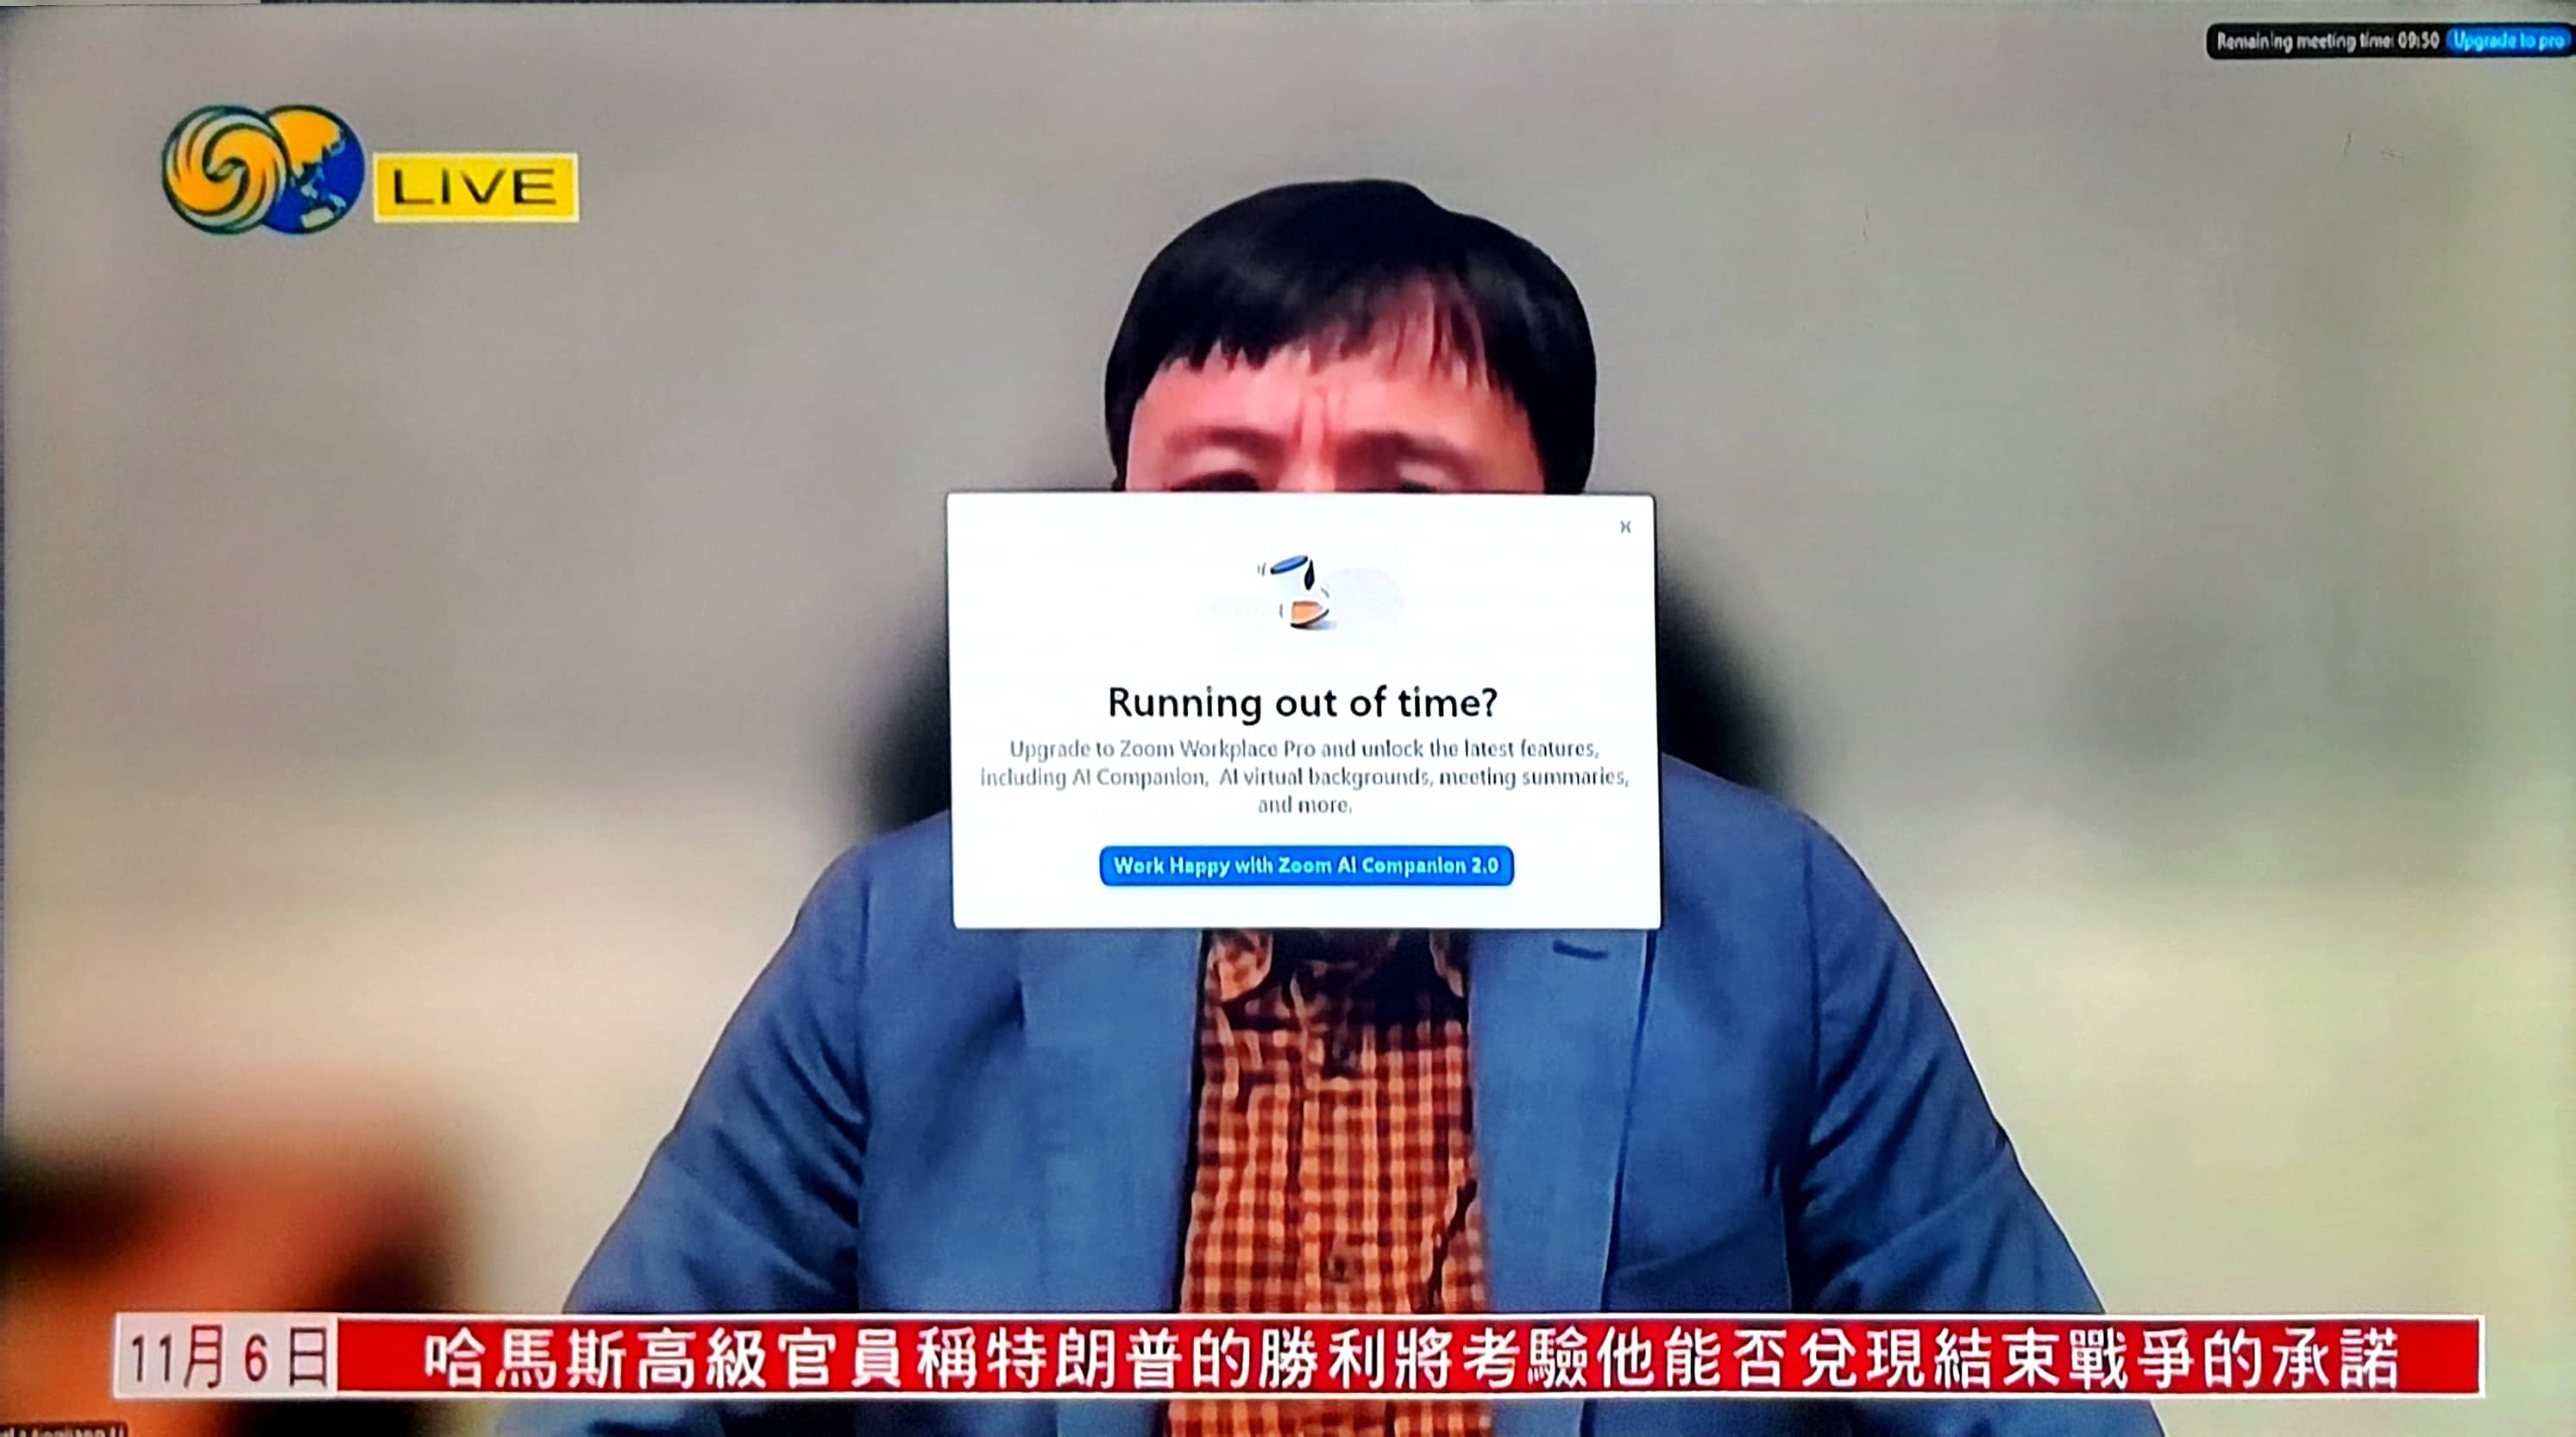 Remaining meeting time: 09:50 Upgrade to pro
LIVE
Running out of time?
Upgrade to Zoom Workplace Pro and unlock the latest features,
including AI Companion, AI virtual backgrounds, meeting summaries,
and more.
Work Happy with Zoom AI Companion 2.0
11月6日 哈馬斯高級官員稱特朗普的勝利將考驗他能否兌現結束戰爭的承諾